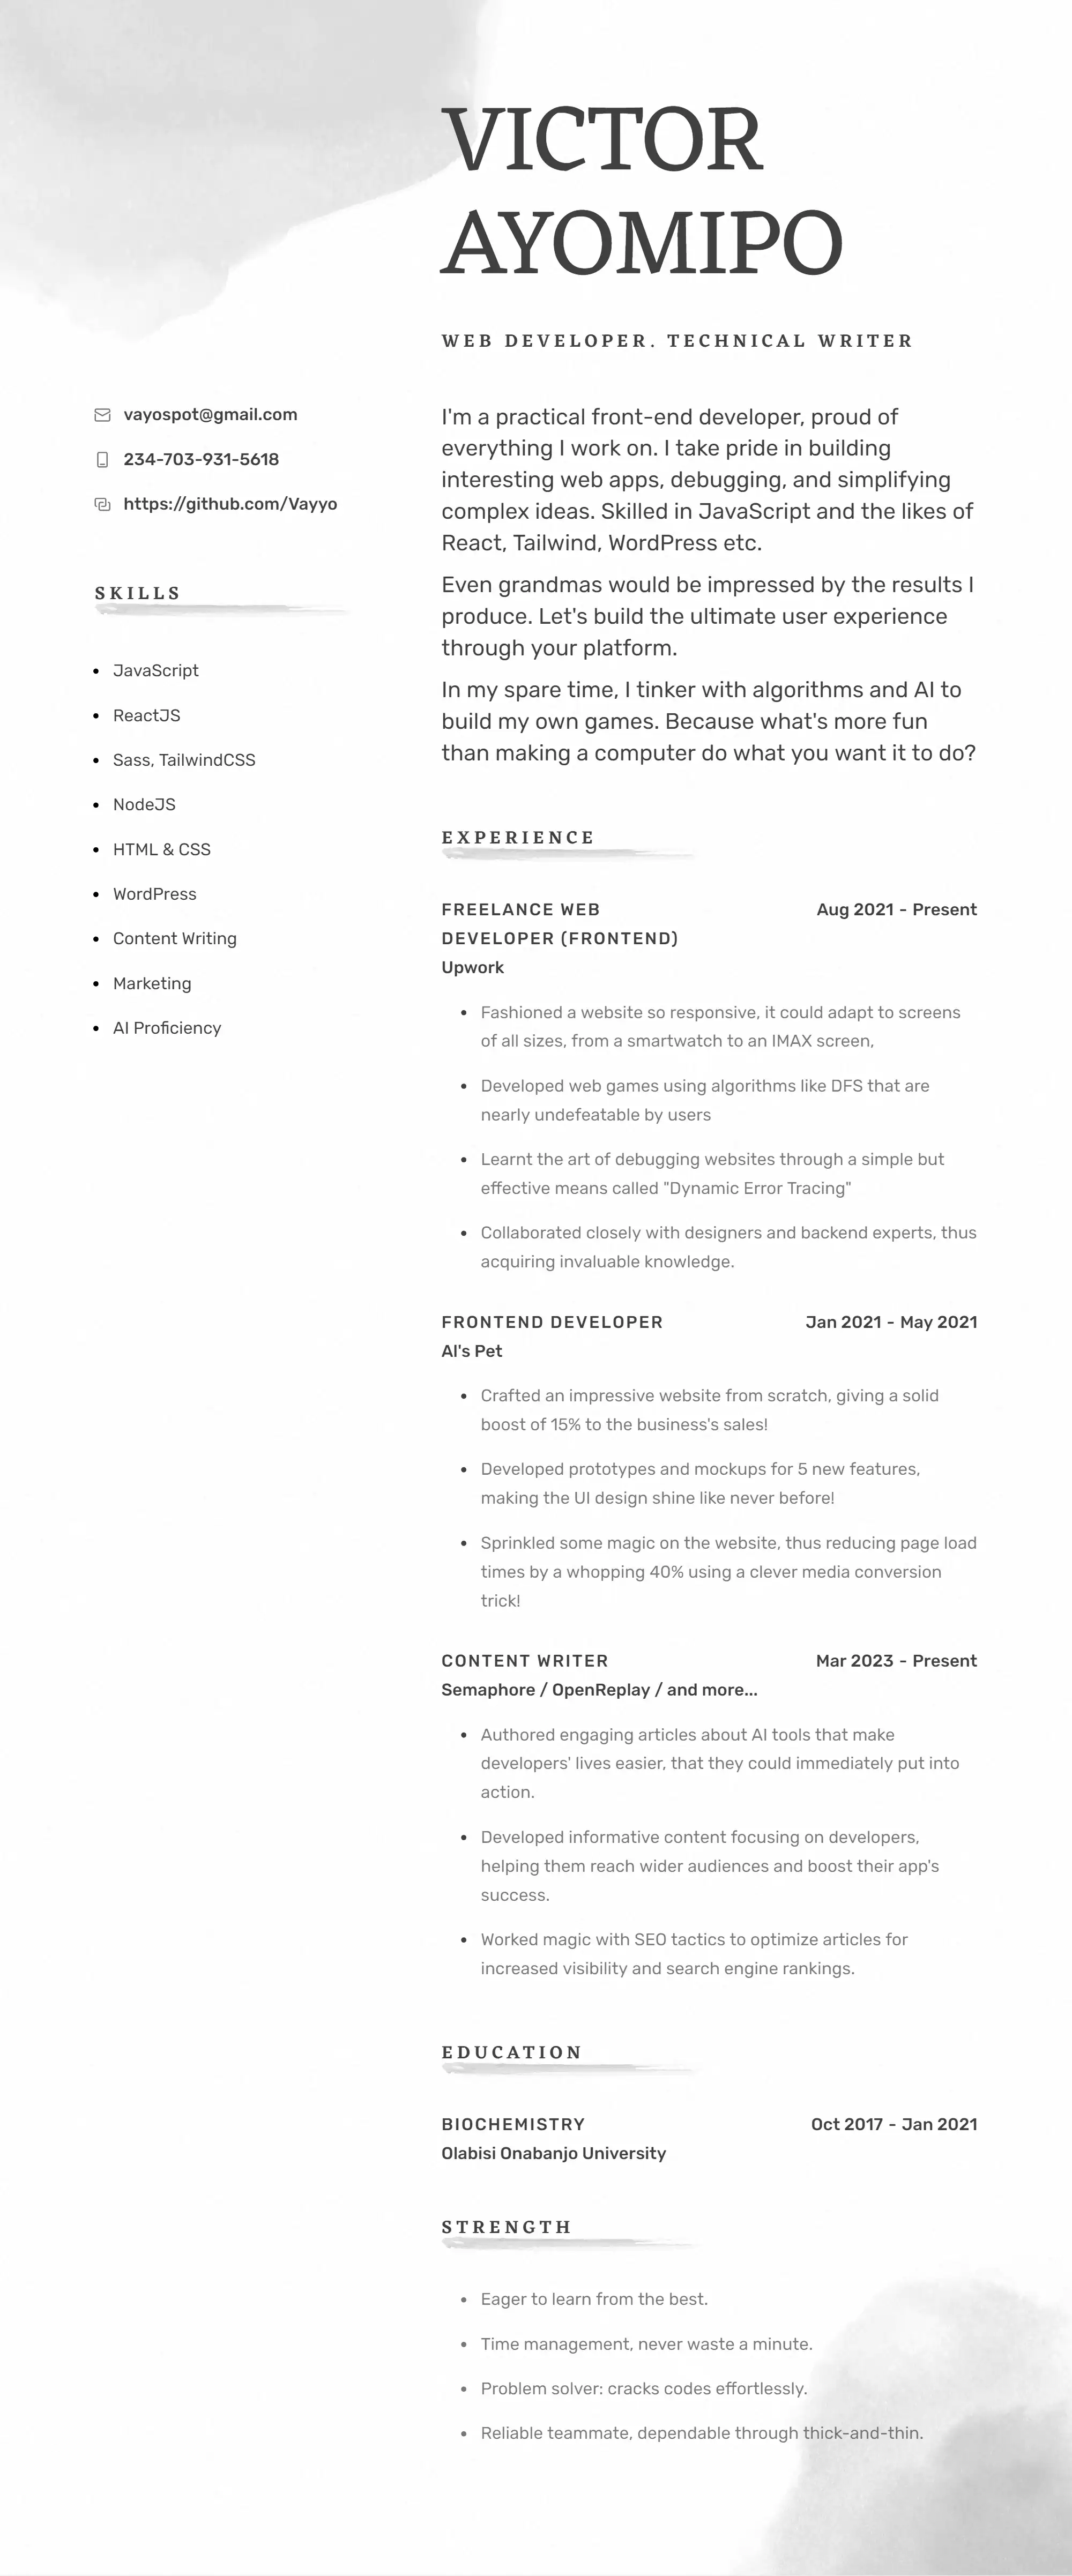 VICTOR
AYOMIPO
WEB DEVELOPER. TECHNICAL WRITER
vayospot@gmail.com
234-703-931-5618
https://github.com/Vayyo
SKILLS
JavaScript
ReactJS
Sass, TailwindCSS
NodeJS
HTML & CSS
WordPress
Content Writing
Marketing
AI Proficiency
I'm a practical front-end developer, proud of
everything I work on. I take pride in building
interesting web apps, debugging, and simplifying
complex ideas. Skilled in JavaScript and the likes of
React, Tailwind, WordPress etc.
Even grandmas would be impressed by the results I
produce. Let's build the ultimate user experience
through your platform.
In my spare time, I tinker with algorithms and AI to
build my own games. Because what's more fun
than making a computer do what you want it to do?
EXPERIENCE
FREELANCE WEB Aug 2021 - Present
DEVELOPER (FRONTEND)
Upwork
Fashioned a website so responsive, it could adapt to screens
of all sizes, from a smartwatch to an IMAX screen,
Developed web games using algorithms like DFS that are
nearly undefeatable by users
Learnt the art of debugging websites through a simple but
effective means called "Dynamic Error Tracing"
Collaborated closely with designers and backend experts, thus
acquiring invaluable knowledge.
FRONTEND DEVELOPER Jan 2021 - May 2021
Al's Pet
Crafted an impressive website from scratch, giving a solid
boost of 15% to the business's sales!
Developed prototypes and mockups for 5 new features,
making the UI design shine like never before!
Sprinkled some magic on the website, thus reducing page load
times by a whopping 40% using a clever media conversion
trick!
CONTENT WRITER Mar 2023 - Present
Semaphore / OpenReplay / and more...
Authored engaging articles about AI tools that make
developers' lives easier, that they could immediately put into
action.
Developed informative content focusing on developers,
helping them reach wider audiences and boost their app's
success.
Worked magic with SEO tactics to optimize articles for
increased visibility and search engine rankings.
EDUCATION
BIOCHEMISTRY Oct 2017 - Jan 2021
Olabisi Onabanjo University
STRENGTH
Eager to learn from the best.
Time management, never waste a minute.
Problem solver: cracks codes effortlessly.
Reliable teammate, dependable through thick-and-thin.